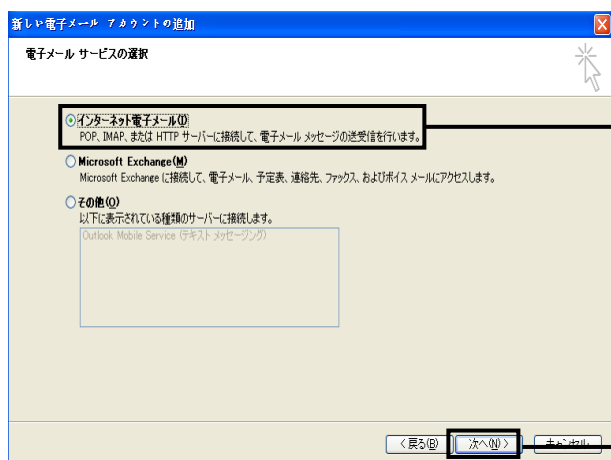 新しい電子メール アカウントの追加
電子メール サービスの選択
インターネット電子メール(I)
POP、IMAP、または HTTP サーバーに接続して、電子メール メッセージの送受信を行います。
Microsoft Exchange(M)
Microsoft Exchange に接続して、電子メール、予定表、連絡先、ファックス、およびボイス メールにアクセスします。
その他(O)
以下に表示されている種類のサーバーに接続します。
Outlook Mobile Service (テキスト メッセージング)
< 戻る(B)
次へ(N) >
キャンセル